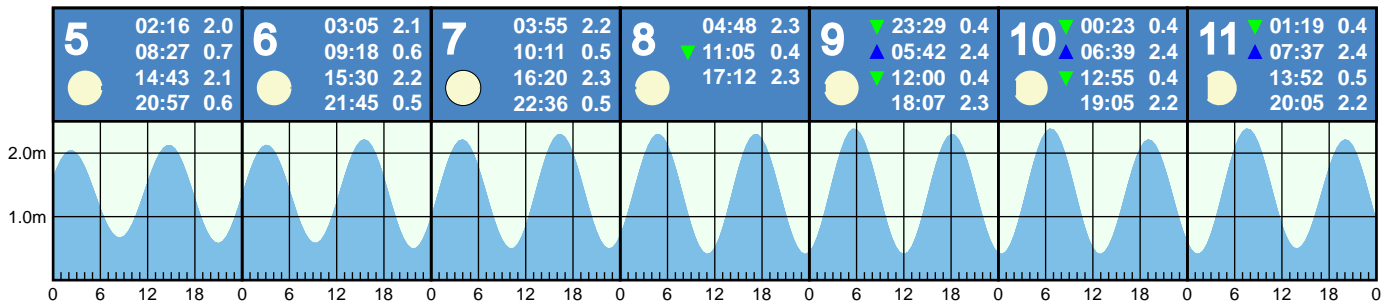 5
02:16 2.0
08:27 0.7
14:43 2.1
20:57 0.6
6
03:05 2.1
09:18 0.6
15:30 2.2
21:45 0.5
7
03:55 2.2
10:11 0.5
16:20 2.3
22:36 0.5
8
04:48 2.3
▼ 11:05 0.4
17:12 2.3
9
▼ 23:29 0.4
▲ 05:42 2.4
▼ 12:00 0.4
18:07 2.3
10
▼ 00:23 0.4
▲ 06:39 2.4
▼ 12:55 0.4
19:05 2.2
11
▼ 01:19 0.4
▲ 07:37 2.4
13:52 0.5
20:05 2.2
2.0m
1.0m
0 6 12 18 0 6 12 18 0 6 12 18 0 6 12 18 0 6 12 18 0 6 12 18 0 6 12 18 0